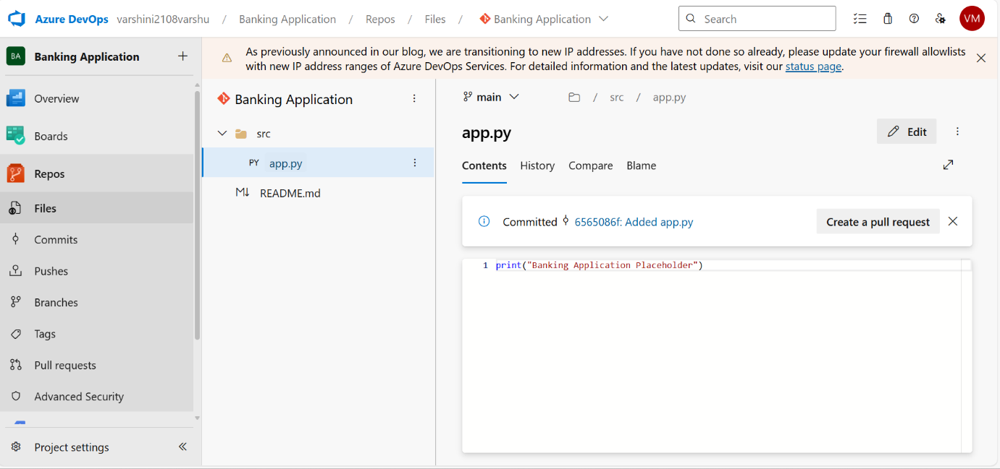 Azure DevOps varshini2108varshu / Banking Application / Repos / Files / Banking Application
Search
VM
BA Banking Application
Overview
Boards
Repos
Files
Commits
Pushes
Branches
Tags
Pull requests
Advanced Security
Project settings
As previously announced in our blog, we are transitioning to new IP addresses. If you have not done so already, please update your firewall allowlists
with new IP address ranges of Azure DevOps Services. For detailed information and the latest updates, visit our status page.
Banking Application
src
PY app.py
README.md
main
/ src / app.py
app.py
Edit
Contents History Compare Blame
Committed 6565086f: Added app.py
Create a pull request
1 print("Banking Application Placeholder")